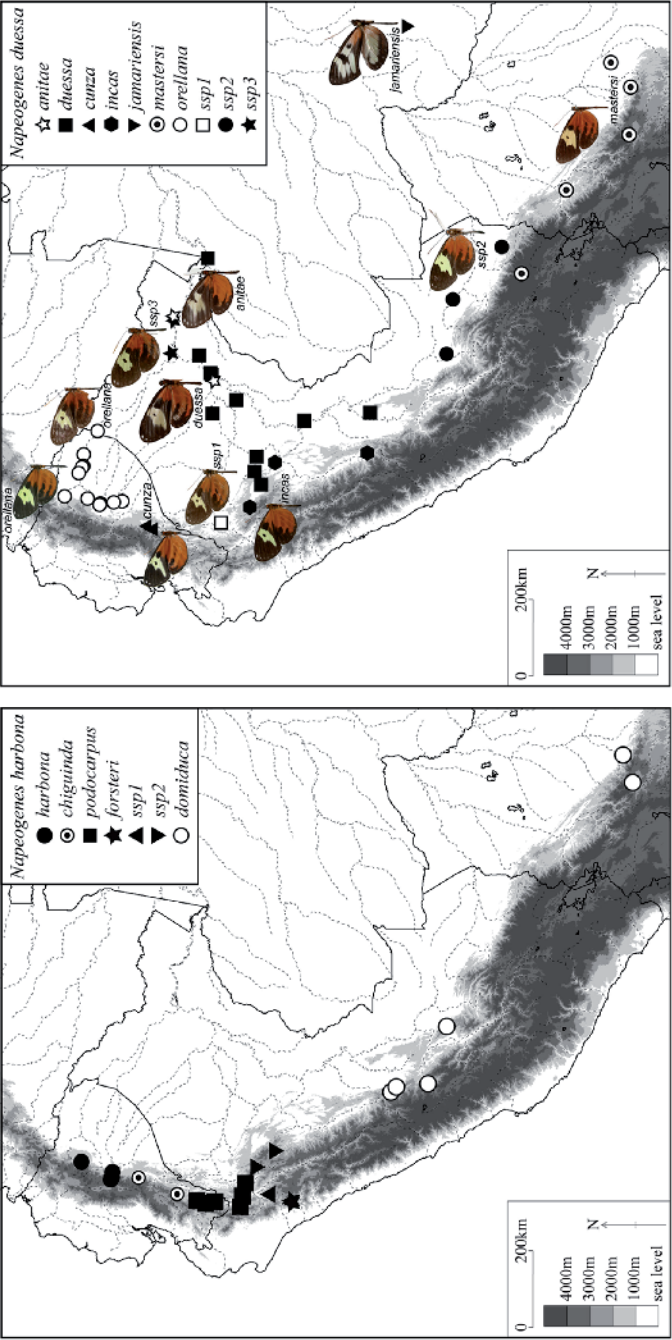 Napeogenes harbona
harbona
chiguinda
podocarpus
forsteri
ssp1
ssp2
domiduca
0 200km
4000m
3000m
2000m
1000m
sea level
N
Napeogenes duessa
anitae
duessa
cunza
incas
jamariensis
mastersi
orellana
ssp1
ssp2
ssp3
orellana
orellana
ssp3
anitae
duessa
cunza
ssp1
incas
ssp2
mastersi
jamariensis
0 200km
4000m
3000m
2000m
1000m
sea level
N